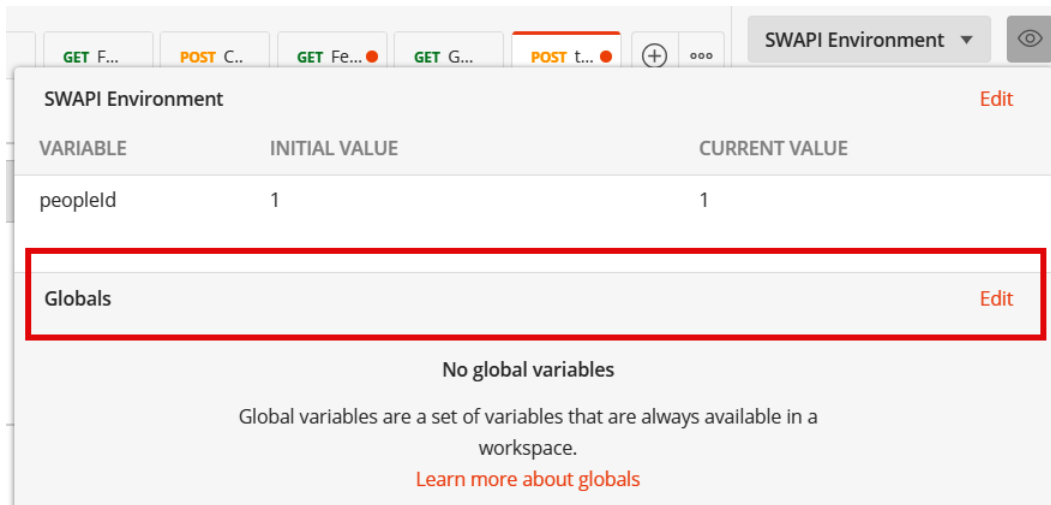 GET F... POST C.. GET Fe... GET G... POST t... SWAPI Environment
SWAPI Environment Edit
VARIABLE INITIAL VALUE CURRENT VALUE
peopleId 1 1
Globals Edit
No global variables
Global variables are a set of variables that are always available in a
workspace.
Learn more about globals